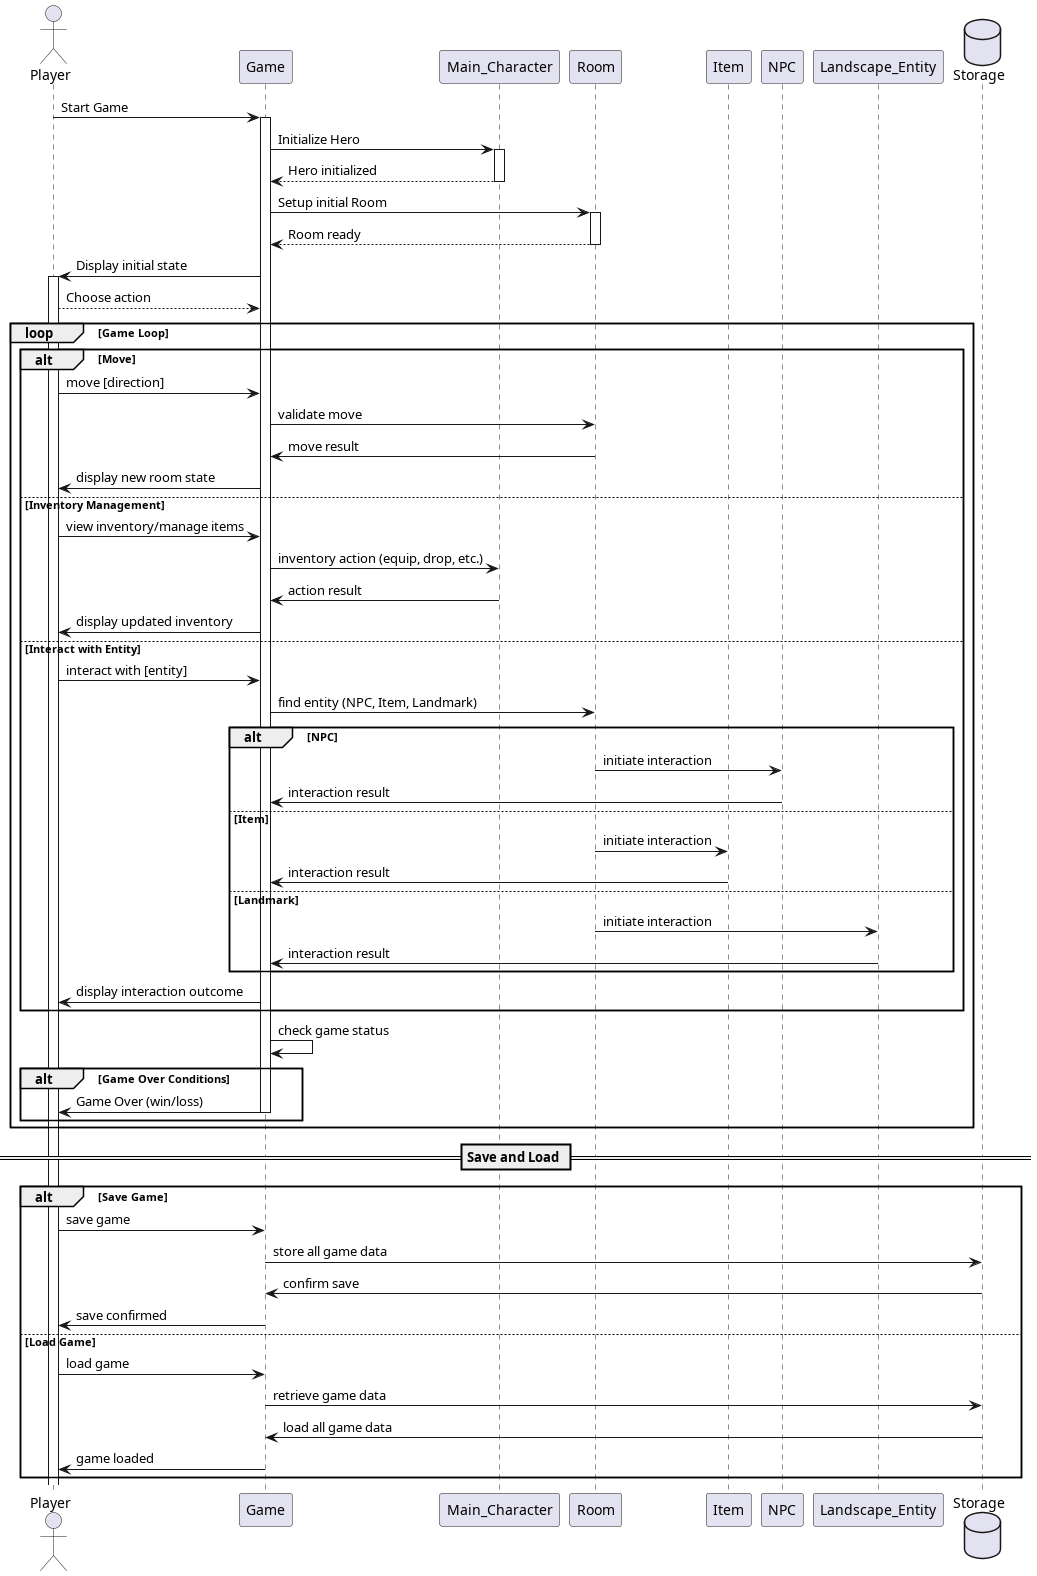 Player
Game
Main_Character
Room
Item
NPC
Landscape_Entity
Storage
Start Game
Initialize Hero
Hero initialized
Setup initial Room
Room ready
Display initial state
Choose action
loop [Game Loop]
alt [Move]
move [direction]
validate move
move result
display new room state
[Inventory Management]
view inventory/manage items
inventory action (equip, drop, etc.)
action result
display updated inventory
[Interact with Entity]
interact with [entity]
find entity (NPC, Item, Landmark)
alt [NPC]
initiate interaction
interaction result
[Item]
initiate interaction
interaction result
[Landmark]
initiate interaction
interaction result
display interaction outcome
check game status
alt [Game Over Conditions]
Game Over (win/loss)
Save and Load
alt [Save Game]
save game
store all game data
confirm save
save confirmed
[Load Game]
load game
retrieve game data
load all game data
game loaded
Player
Game
Main_Character
Room
Item
NPC
Landscape_Entity
Storage